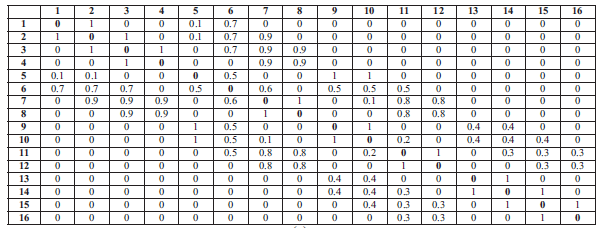 1 2 3 4 5 6 7 8 9 10 11 12 13 14 15 16
1 0 1 0 0 0.1 0.7 0 0 0 0 0 0 0 0 0 0
2 1 0 1 0 0.1 0.7 0.9 0 0 0 0 0 0 0 0 0
3 0 1 0 1 0 0.7 0.9 0.9 0 0 0 0 0 0 0 0
4 0 0 1 0 0 0 0.9 0.9 0 0 0 0 0 0 0 0
5 0.1 0.1 0 0 0 0.5 0 0 1 1 0 0 0 0 0 0
6 0.7 0.7 0.7 0 0.5 0 0.6 0 0.5 0.5 0.5 0 0 0 0 0
7 0 0.9 0.9 0.9 0 0.6 0 1 0 0.1 0.8 0.8 0 0 0 0
8 0 0 0.9 0.9 0 0 1 0 0 0 0.8 0.8 0 0 0 0
9 0 0 0 0 1 0.5 0 0 0 1 0 0 0.4 0.4 0 0
10 0 0 0 0 1 0.5 0.1 0 1 0 0.2 0 0.4 0.4 0.4 0
11 0 0 0 0 0 0.5 0.8 0.8 0 0.2 0 1 0 0.3 0.3 0.3
12 0 0 0 0 0 0 0.8 0.8 0 0 1 0 0 0 0.3 0.3
13 0 0 0 0 0 0 0 0 0.4 0.4 0 0 0 1 0 0
14 0 0 0 0 0 0 0 0 0.4 0.4 0.3 0 1 0 1 0
15 0 0 0 0 0 0 0 0 0 0.4 0.3 0.3 0 1 0 1
16 0 0 0 0 0 0 0 0 0 0 0.3 0.3 0 0 1 0